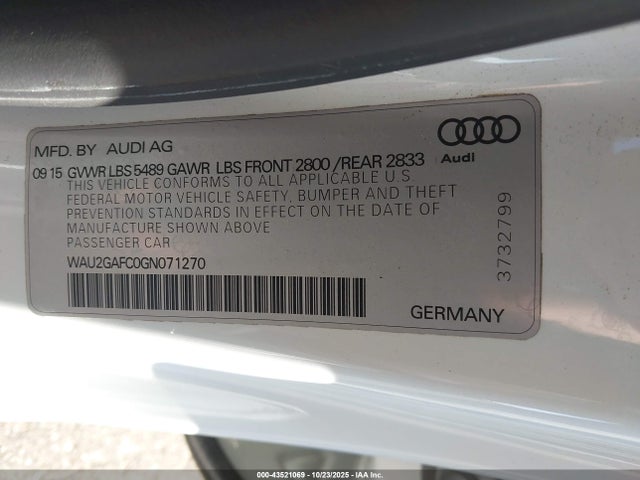 MFD. BY AUDI AG
Audi
09 15 GVWR LBS 5489 GAWR LBS FRONT 2800 /REAR 2833
THIS VEHICLE CONFORMS TO ALL APPLICABLE U.S
FEDERAL MOTOR VEHICLE SAFETY, BUMPER AND THEFT
PREVENTION STANDARDS IN EFFECT ON THE DATE OF
MANUFACTURE SHOWN ABOVE
PASSENGER CAR
WAU2GAFC0GN071270
3732799
GERMANY
000-43521069 | 10/23/2025 - IAA, Inc.